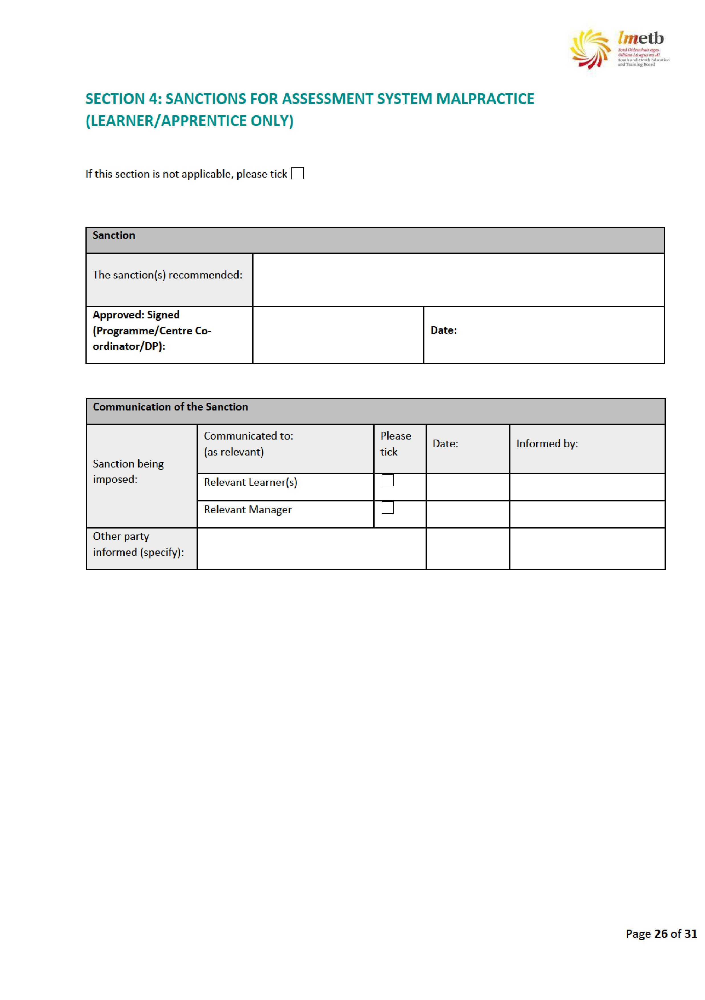 lmetb
Bord Oideachais agus
Oiliúna Lú agus na Mí
Louth and Meath Education
and Training Board
SECTION 4: SANCTIONS FOR ASSESSMENT SYSTEM MALPRACTICE
(LEARNER/APPRENTICE ONLY)
If this section is not applicable, please tick
Sanction
The sanction(s) recommended:
Approved: Signed
(Programme/Centre Co-
ordinator/DP):
Date:
Communication of the Sanction
Sanction being
imposed:
Communicated to:
(as relevant)
Please
tick
Date:
Informed by:
Relevant Learner(s)
Relevant Manager
Other party
informed (specify):
Page 26 of 31